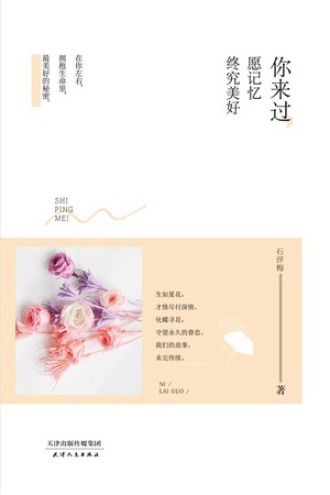 你来过
愿记忆
终究美好
在你左右，
拥抱生命里，
最美好的秘密。
SHI
PING
MEI
石评梅
生如夏花，
才情尽付深情。
化蝶寻花，
守望永久的眷恋。
我们的故事，
未完待续。
NI /
LAI GUO /
著
天津出版传媒集团
天津人民出版社